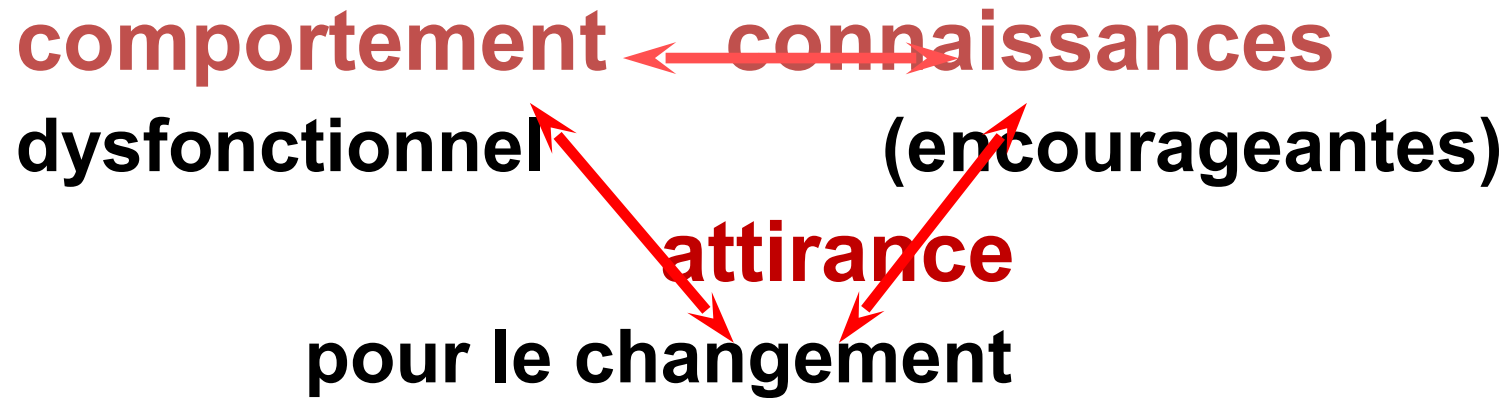 comportement connaissances
dysfonctionnel (encourageantes)
attirance
pour le changement